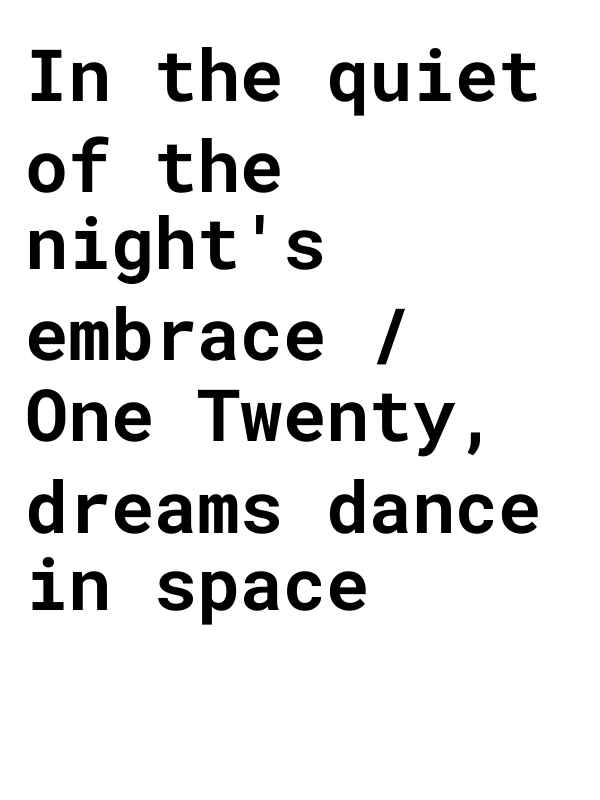 In the quiet
of the
night's
embrace /
One Twenty,
dreams dance
in space